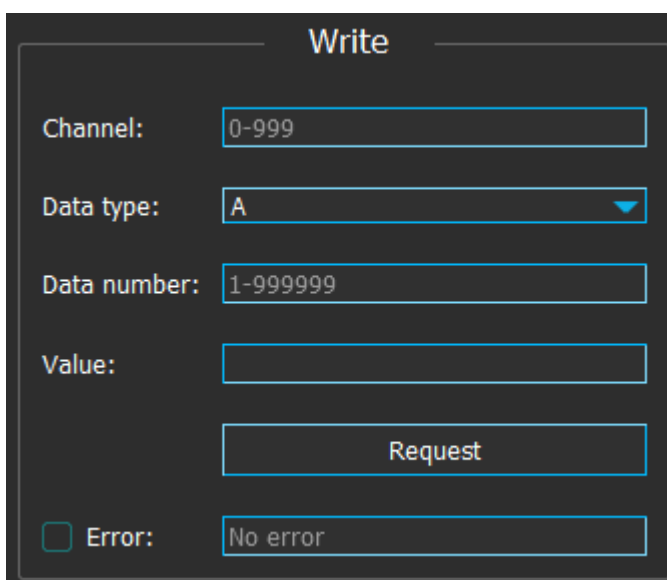 Write
Channel: 0-999
Data type: A
Data number: 1-999999
Value:
Request
Error: No error